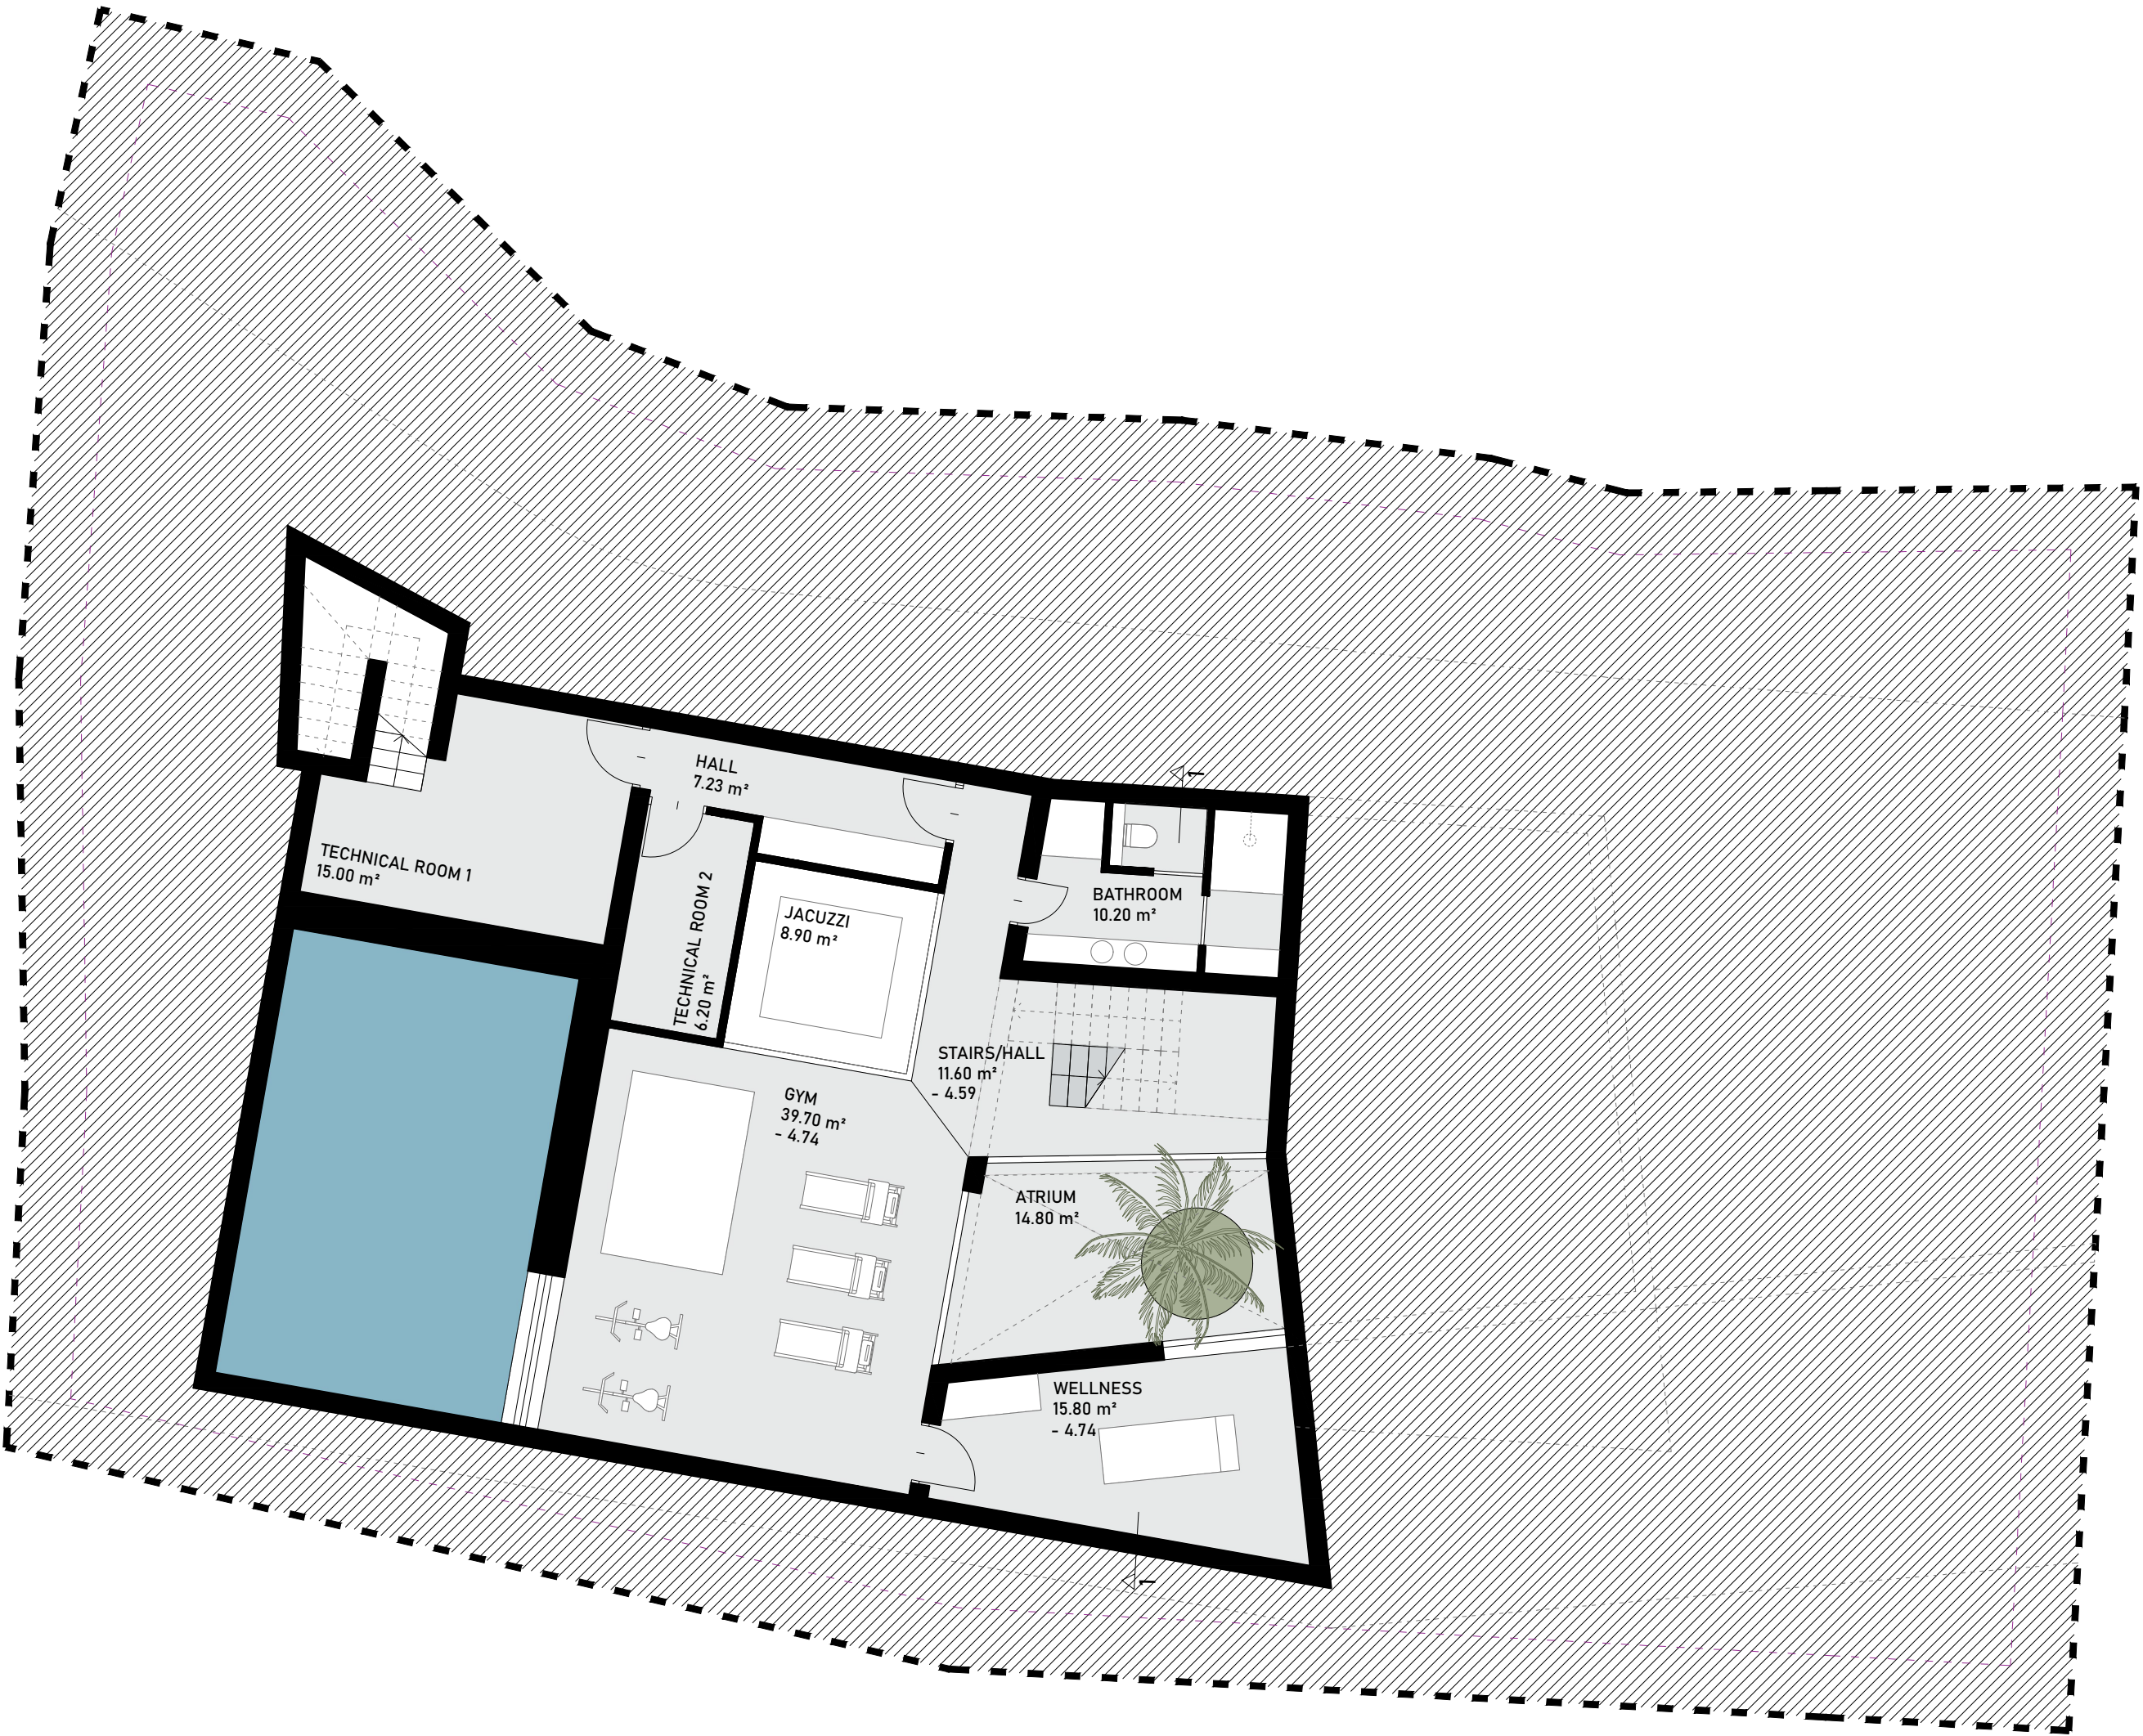 1
HALL
7.23 m²
TECHNICAL ROOM 1
15.00 m²
TECHNICAL ROOM 2
6.20 m²
JACUZZI
8.90 m²
BATHROOM
10.20 m²
STAIRS/HALL
11.60 m²
- 4.59
GYM
39.70 m²
- 4.74
ATRIUM
14.80 m²
WELLNESS
15.80 m²
- 4.74
1